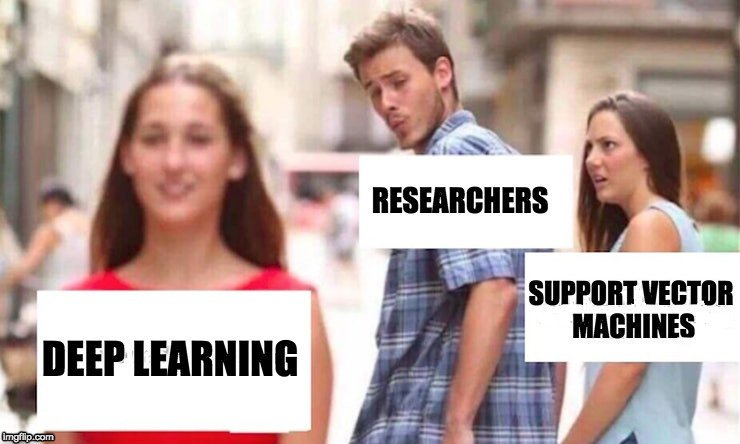 RESEARCHERS
SUPPORT VECTOR
MACHINES
DEEP LEARNING
imgflip.com